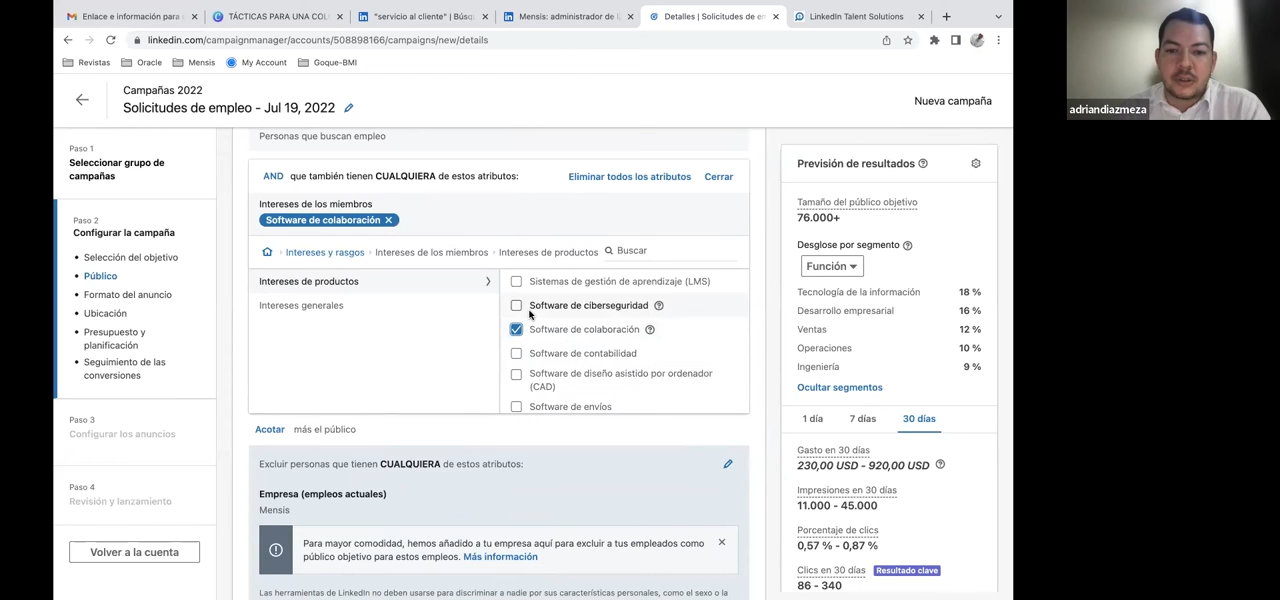 Enlace e información para
TÁCTICAS PARA UNA COL
"servicio al cliente" | Búsq
Mensis: administrador de
Detalles | Solicitudes de em
LinkedIn Talent Solutions
linkedin.com/campaignmanager/accounts/508898166/campaigns/new/details
Revistas
Oracle
Mensis
My Account
Goque-BMI
adriandiazmeza
Campañas 2022
Solicitudes de empleo - Jul 19, 2022
Nueva campaña
Paso 1
Seleccionar grupo de
campañas
Paso 2
Configurar la campaña
Selección del objetivo
Público
Formato del anuncio
Ubicación
Presupuesto y
planificación
Seguimiento de las
conversiones
Paso 3
Configurar los anuncios
Paso 4
Revisión y lanzamiento
Volver a la cuenta
Personas que buscan empleo
AND que también tienen CUALQUIERA de estos atributos:
Eliminar todos los atributos
Cerrar
Intereses de los miembros
Software de colaboración
Intereses y rasgos
Intereses de los miembros
Intereses de productos
Buscar
Intereses de productos
Intereses generales
Sistemas de gestión de aprendizaje (LMS)
Software de ciberseguridad
Software de colaboración
Software de contabilidad
Software de diseño asistido por ordenador
(CAD)
Software de envíos
Acotar más el público
Excluir personas que tienen CUALQUIERA de estos atributos:
Empresa (empleos actuales)
Mensis
Para mayor comodidad, hemos añadido a tu empresa aquí para excluir a tus empleados como
público objetivo para estos empleos. Más información
Las herramientas de LinkedIn no deben usarse para discriminar a nadie por sus características personales, como el sexo o la
Previsión de resultados
Tamaño del público objetivo
76.000+
Desglose por segmento
Función
Tecnología de la información 18 %
Desarrollo empresarial 16 %
Ventas 12 %
Operaciones 10 %
Ingeniería 9 %
Ocultar segmentos
1 día 7 días 30 días
Gasto en 30 días
230,00 USD - 920,00 USD
Impresiones en 30 días
11.000 - 45.000
Porcentaje de clics
0,57 % - 0,87 %
Clics en 30 días Resultado clave
86 - 340